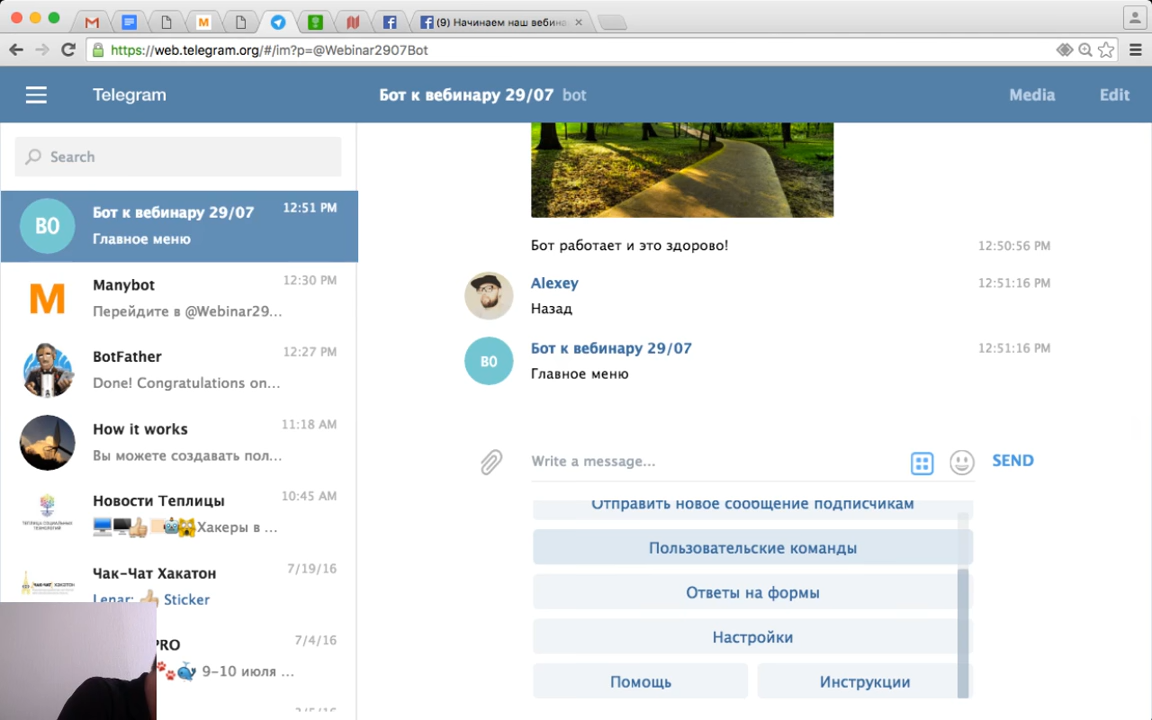 (9) Начинаем наш вебина
https://web.telegram.org/#/im?p=@Webinar2907Bot
Telegram
Бот к вебинару 29/07 bot
Media
Edit
Search
Бот к вебинару 29/07
12:51 PM
Главное меню
M
Manybot
12:30 PM
Перейдите в @Webinar29...
BotFather
12:27 PM
Done! Congratulations on...
How it works
11:18 AM
Вы можете создавать пол...
Новости Теплицы
10:45 AM
Хакеры в ...
Чак-Чат Хакатон
7/19/16
Lenar: 👍 Sticker
PRO
7/4/16
9–10 июля ...
Бот работает и это здорово!
12:50:56 PM
Alexey
12:51:16 PM
Назад
Бот к вебинару 29/07
12:51:16 PM
Главное меню
Write a message...
SEND
Отправить новое сообщение подписчикам
Пользовательские команды
Ответы на формы
Настройки
Помощь
Инструкции